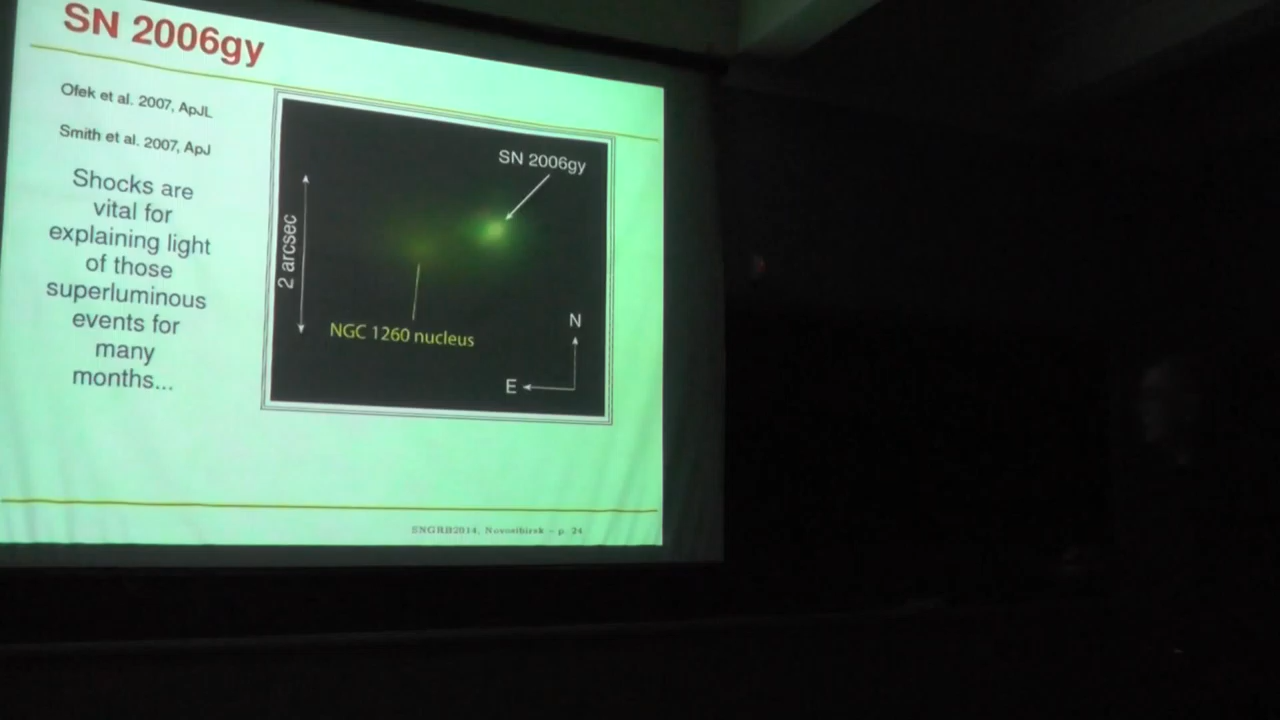 SN 2006gy
Ofek et al. 2007, ApJL
Smith et al. 2007, ApJ
Shocks are
vital for
explaining light
of those
superluminous
events for
many
months...
SN 2006gy
2 arcsec
NGC 1260 nucleus
N
E
SNGRB2014, Novosibirsk - p. 24